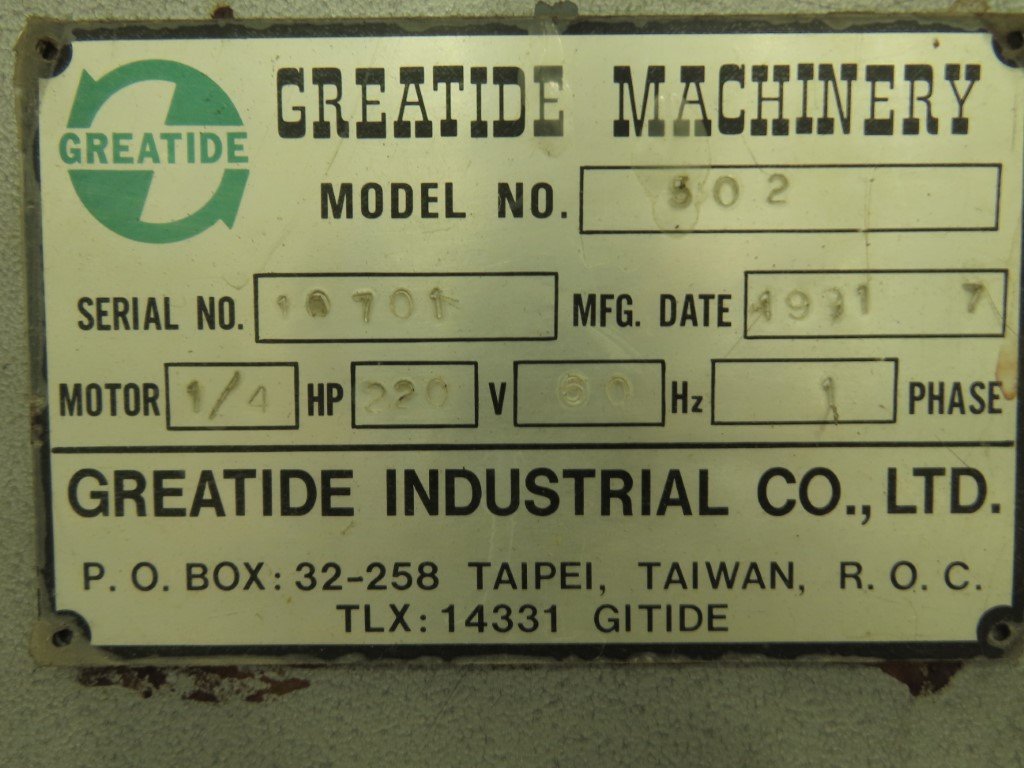 GREATIDE
GREATIDE MACHINERY
MODEL NO. 502
SERIAL NO. 10701 MFG. DATE 1991 7
MOTOR 1/4 HP 220 V 60 Hz 1 PHASE
GREATIDE INDUSTRIAL CO., LTD.
P. O. BOX: 32-258 TAIPEI, TAIWAN, R. O. C.
TLX: 14331 GITIDE